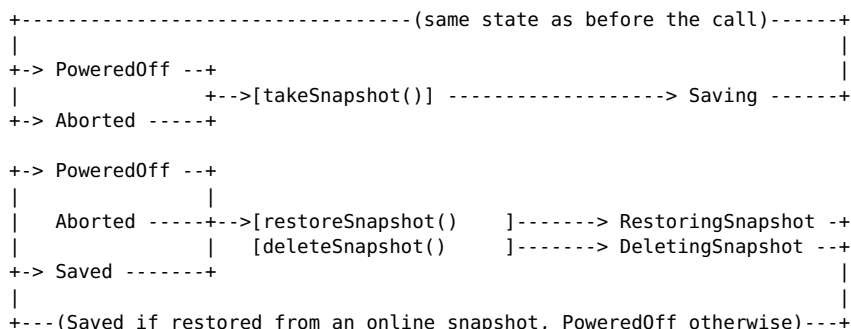 +---------------------------------(same state as before the call)------+
|                                                                      |
+-> PoweredOff --+                                                     |
|                +-->[takeSnapshot()] -------------------> Saving ------+
+-> Aborted -----+

+-> PoweredOff --+
|                |
|   Aborted -----+-->[restoreSnapshot()    ]-------> RestoringSnapshot -+
|                |   [deleteSnapshot()     ]-------> DeletingSnapshot --+
+-> Saved -------+                                                     |
|                                                                      |
+---(Saved if restored from an online snapshot, PoweredOff otherwise)---+